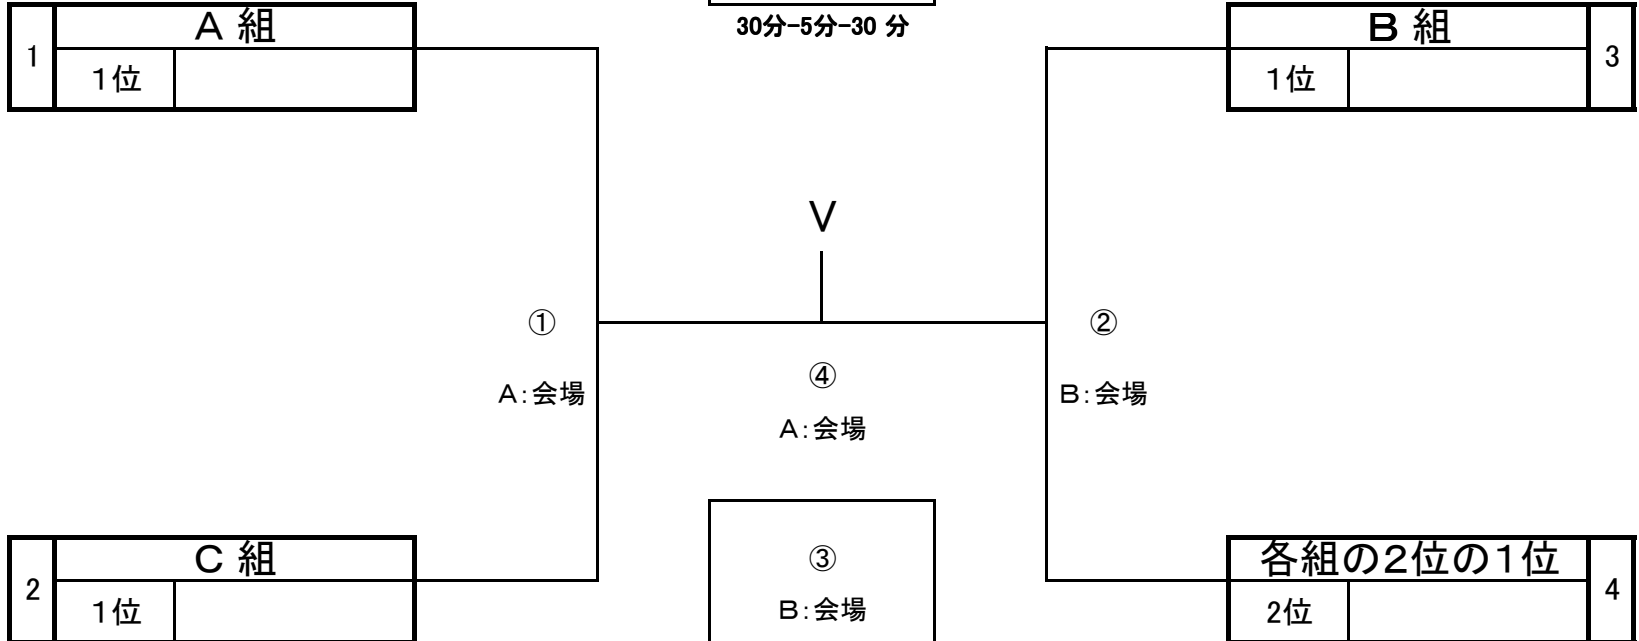 A 組
30分-5分-30 分
B 組
1
1位
1位
3
V
①
②
④
A:会場
B:会場
A:会場
C 組
③
各組の2位の1位
2
1位
B:会場
2位
4